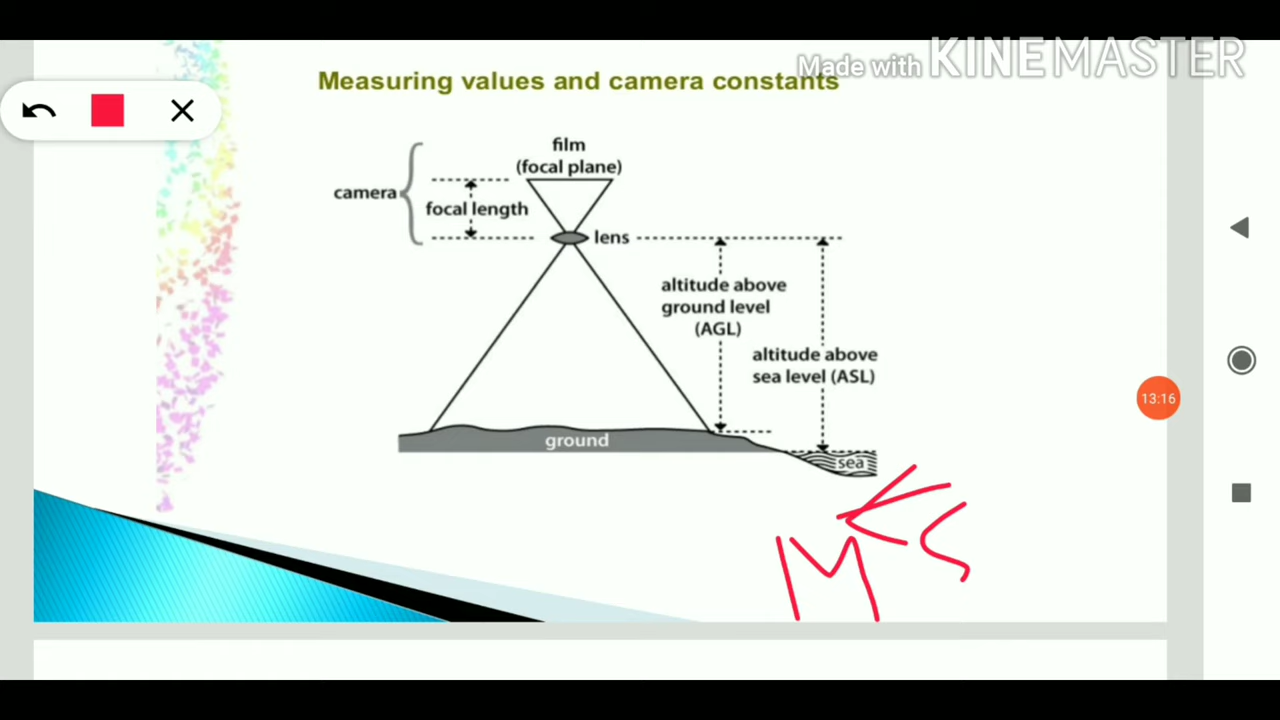 Made with KINEMASTER
Measuring values and camera constants
film
(focal plane)
camera
focal length
lens
altitude above
ground level
(AGL)
altitude above
sea level (ASL)
13:16
ground
sea
MKS